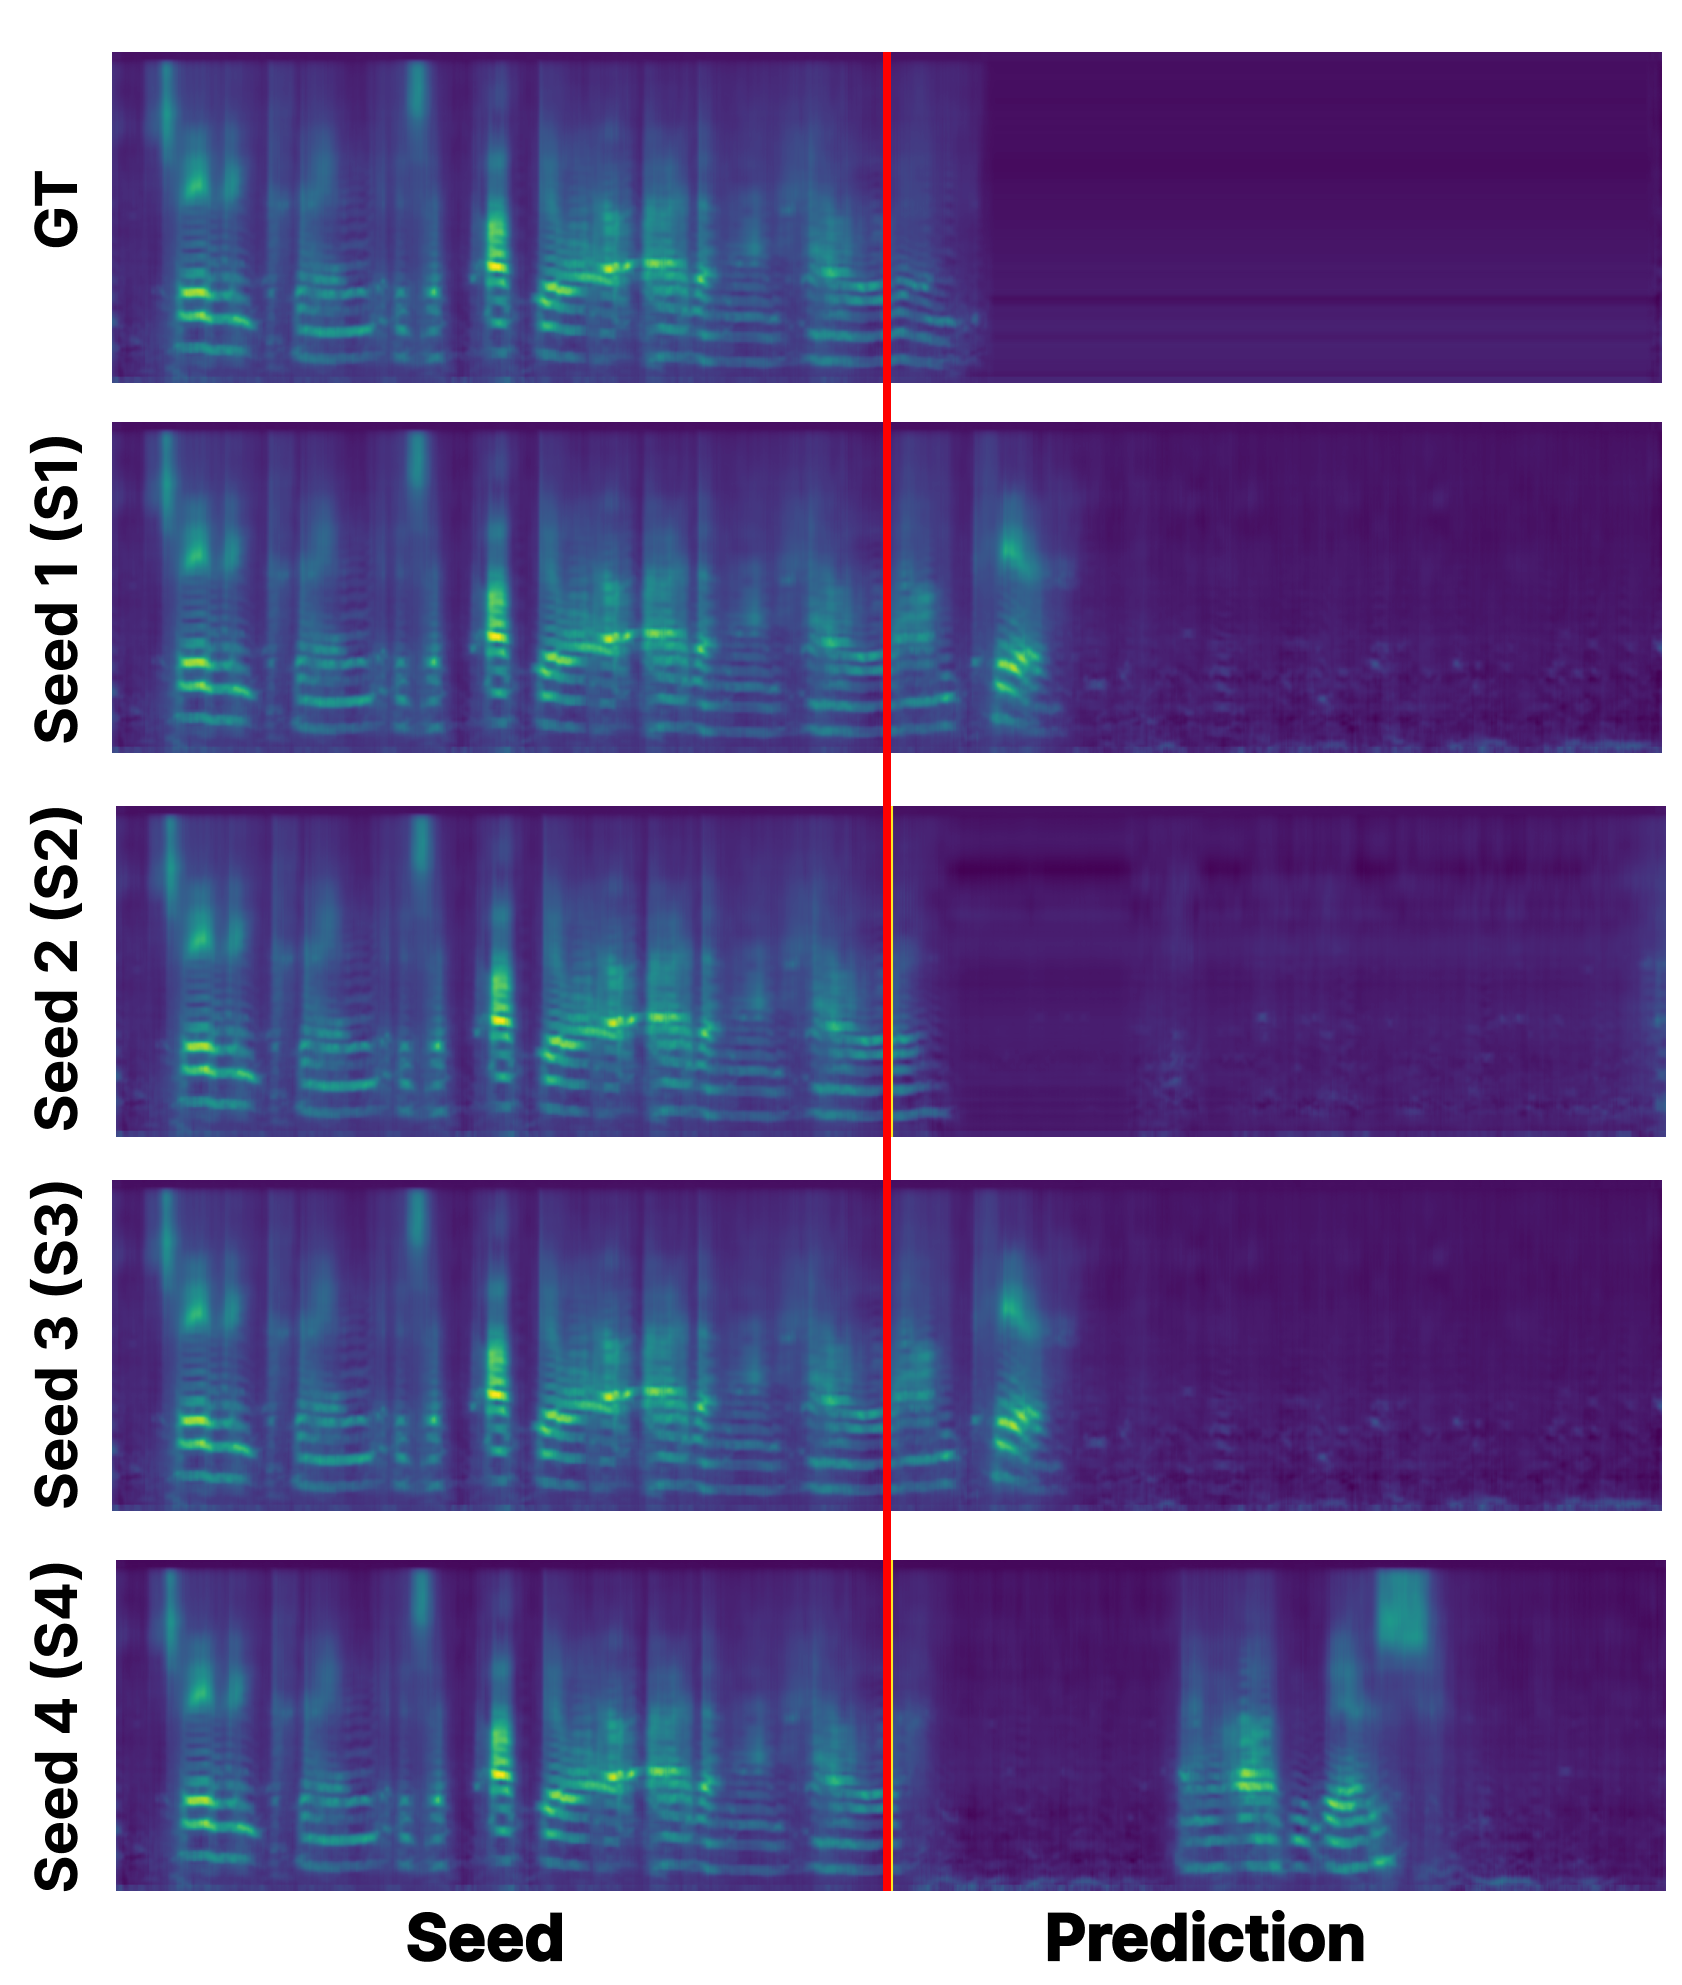 GT
Seed 1 (S1)
Seed 2 (S2)
Seed 3 (S3)
Seed 4 (S4)
Seed
Prediction